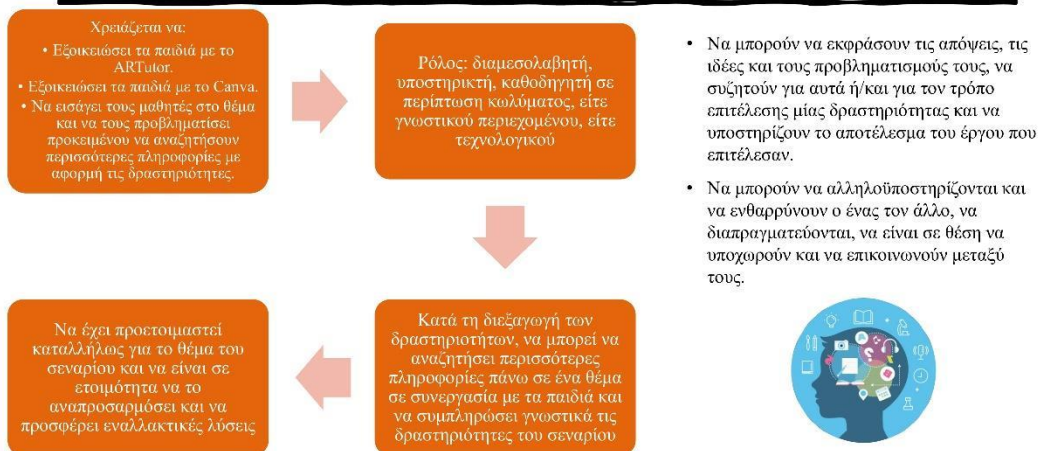 Χρειάζεται να:
• Εξοικειώσει τα παιδιά με το
ARTutor.
• Εξοικειώσει τα παιδιά με το Canva.
• Να εισάγει τους μαθητές στο θέμα
και να τους προβληματίσει
προκειμένου να αναζητήσουν
περισσότερες πληροφορίες με
αφορμή τις δραστηριότητες.
Ρόλος: διαμεσολαβητή,
υποστηρικτή, καθοδηγητή σε
περίπτωση κωλύματος, είτε
γνωστικού περιεχομένου, είτε
τεχνολογικού
Κατά τη διεξαγωγή των
δραστηριοτήτων, να μπορεί να
αναζητήσει περισσότερες
πληροφορίες πάνω σε ένα θέμα
σε συνεργασία με τα παιδιά και
να συμπληρώσει γνωστικά τις
δραστηριότητες του σεναρίου
Να έχει προετοιμαστεί
καταλλήλως για το θέμα του
σεναρίου και να είναι σε
ετοιμότητα να το
αναπροσαρμόσει και να
προσφέρει εναλλακτικές λύσεις
• Να μπορούν να εκφράσουν τις απόψεις, τις
ιδέες και τους προβληματισμούς τους, να
συζητούν για αυτά ή/και για τον τρόπο
επιτέλεσης μίας δραστηριότητας και να
υποστηρίζουν το αποτέλεσμα του έργου που
επιτέλεσαν.
• Να μπορούν να αλληλοϋποστηρίζονται και
να ενθαρρύνουν ο ένας τον άλλο, να
διαπραγματεύονται, να είναι σε θέση να
υποχωρούν και να επικοινωνούν μεταξύ
τους.